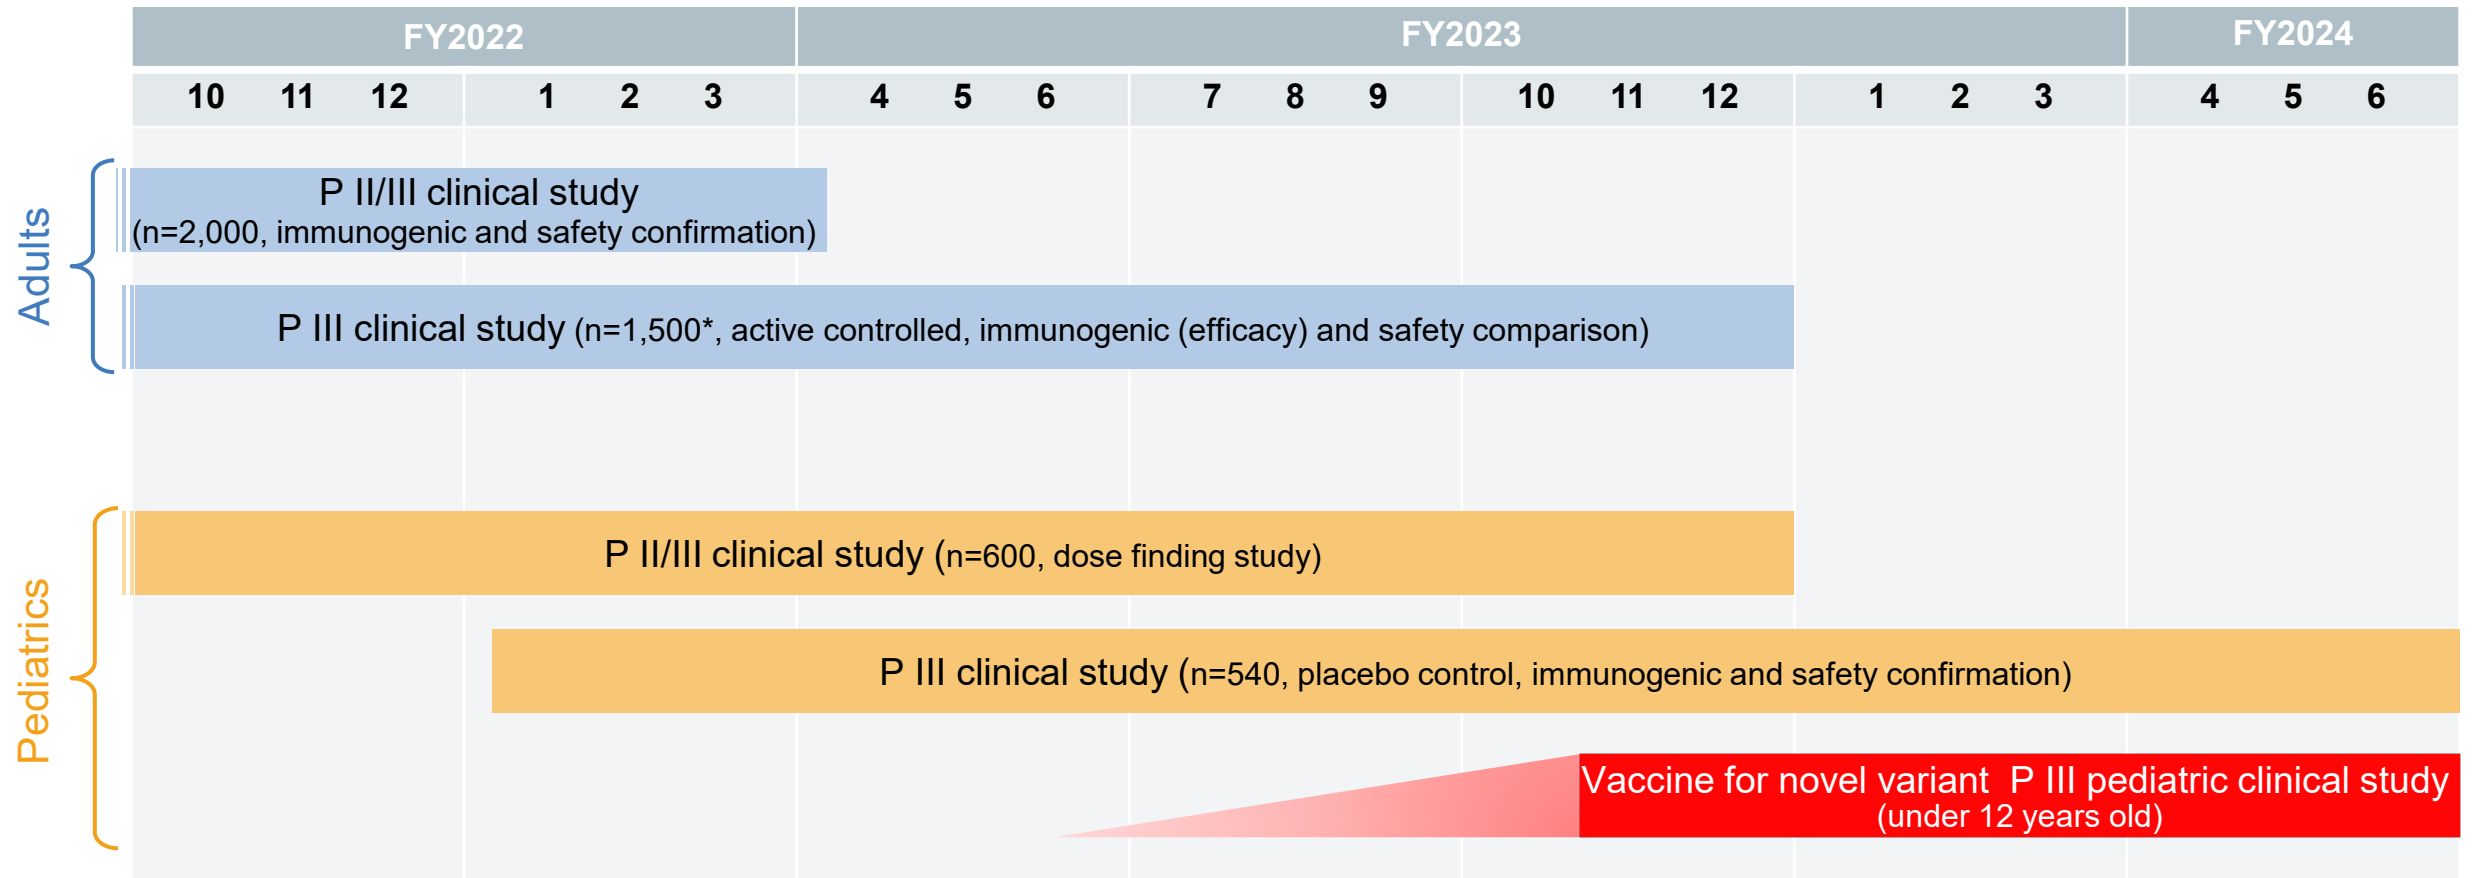 FY2022 FY2023 FY2024
10 11 12 1 2 3 4 5 6 7 8 9 10 11 12 1 2 3 4 5 6
Adults
P II/III clinical study
(n=2,000, immunogenic and safety confirmation)
P III clinical study (n=1,500*, active controlled, immunogenic (efficacy) and safety comparison)
Pediatrics
P II/III clinical study (n=600, dose finding study)
P III clinical study (n=540, placebo control, immunogenic and safety confirmation)
Vaccine for novel variant P III pediatric clinical study
(under 12 years old)